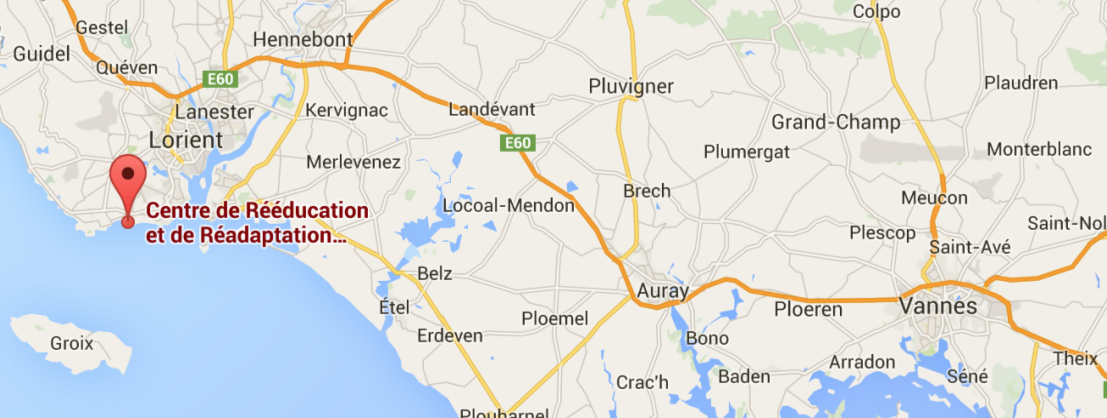 Colpo
Gestel
Hennebont
Guidel
Quéven
E60
Plaudren
Pluvigner
Lanester
Kervignac
Landévant
Grand-Champ
Lorient
E60
Plumergat
Monterblanc
Merlevenez
Brech
Meucon
Centre de Rééducation
et de Réadaptation...
Locoal-Mendon
Plescop
Saint-Avé
Saint-Nol
Belz
Auray
Étel
Ploemel
Ploeren
Vannes
Erdeven
Groix
Bono
Arradon
Theix
Crac'h
Baden
Séné
Plouharnel